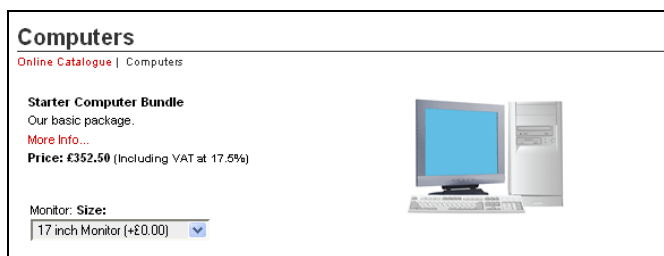 Computers
Online Catalogue | Computers
Starter Computer Bundle
Our basic package.
More Info...
Price: £352.50 (Including VAT at 17.5%)
Monitor: Size:
17 inch Monitor (+£0.00)